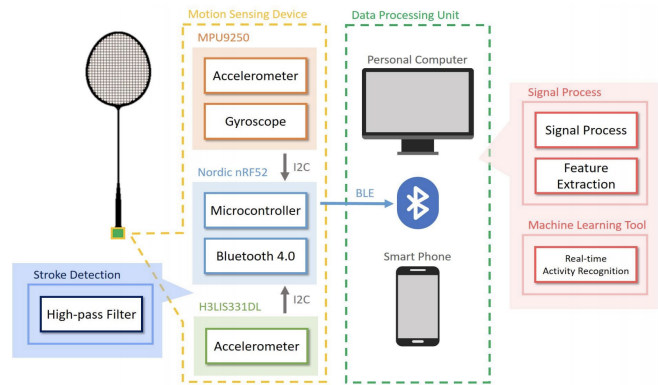 Motion Sensing Device
MPU9250
Accelerometer
Gyroscope
I2C
Nordic nRF52
Microcontroller
Bluetooth 4.0
I2C
H3LIS331DL
Accelerometer
Stroke Detection
High-pass Filter
BLE
Data Processing Unit
Personal Computer
Smart Phone
Signal Process
Signal Process
Feature
Extraction
Machine Learning Tool
Real-time
Activity Recognition